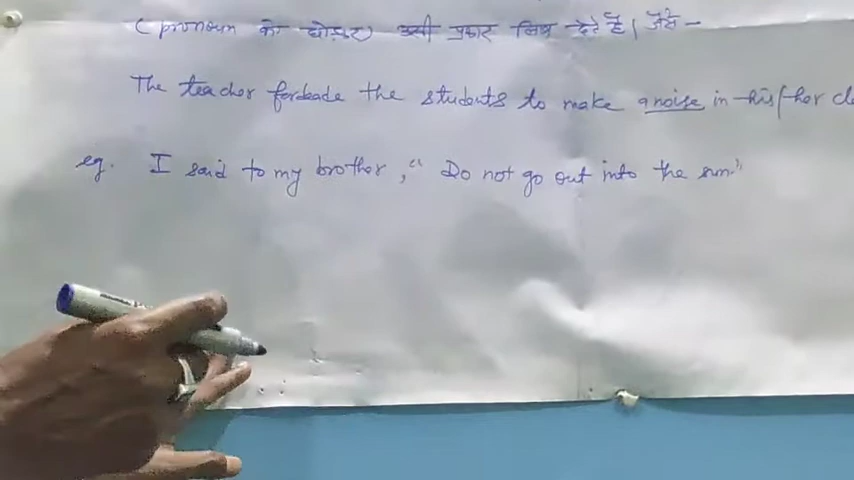 ( pronoun को छोड़कर) उसी प्रकार लिख देते हैं। जैसे -
The teacher forbade the students to make a noise in his/her
eg. I said to my brother, "Do not go out into the sun."